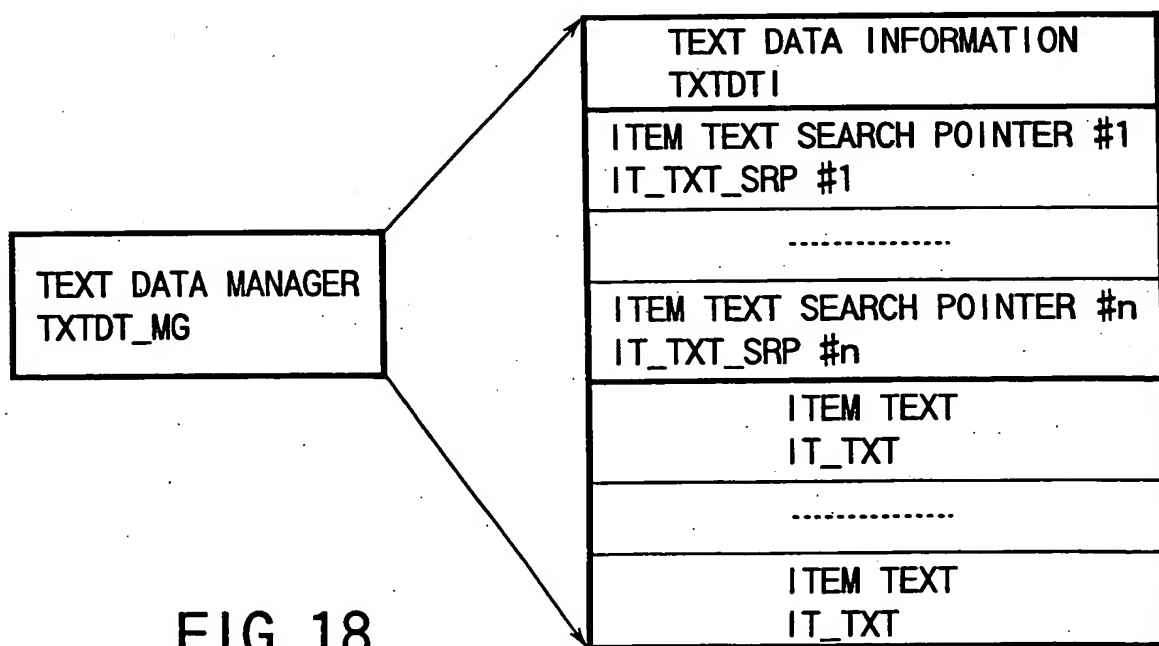 TEXT DATA MANAGER
TXTDT_MG
TEXT DATA INFORMATION
TXTDTI
ITEM TEXT SEARCH POINTER #1
IT_TXT_SRP #1
---------------
ITEM TEXT SEARCH POINTER #n
IT_TXT_SRP #n
ITEM TEXT
IT_TXT
---------------
ITEM TEXT
IT_TXT
FIG. 18